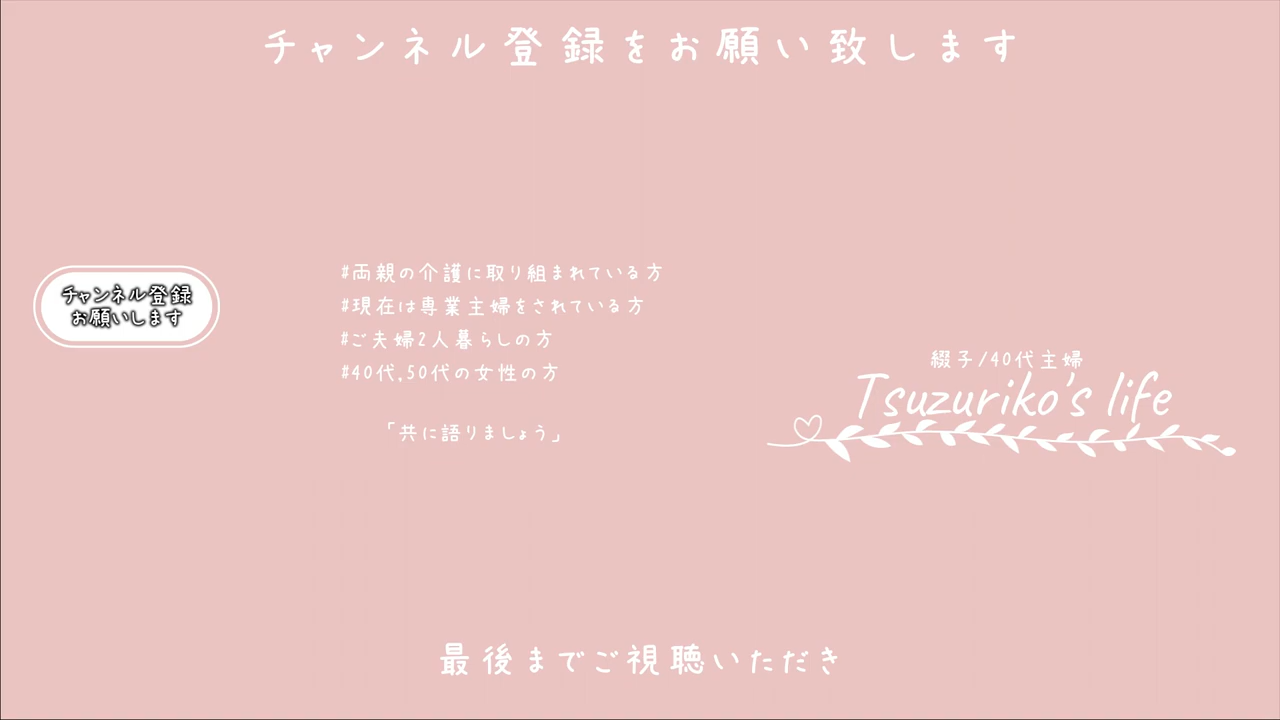 チャンネル登録をお願い致します
チャンネル登録
お願いします
#両親の介護に取り組まれている方
#現在は専業主婦をされている方
#ご夫婦2人暮らしの方
#40代,50代の女性の方
「共に語りましょう」
綴子/40代主婦
Tsuzuriko's life
最後までご視聴いただき